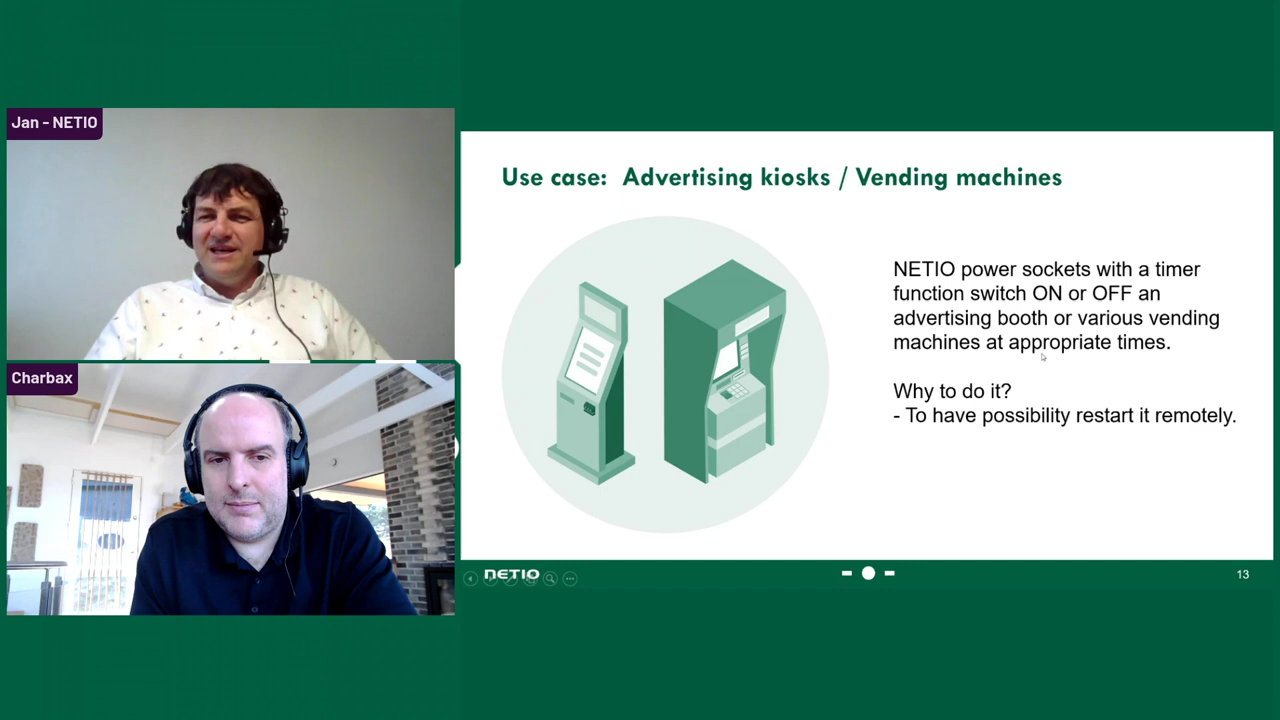 Jan - NETIO
Charbax
Use case: Advertising kiosks / Vending machines
NETIO power sockets with a timer
function switch ON or OFF an
advertising booth or various vending
machines at appropriate times.
Why to do it?
- To have possibility restart it remotely.
NETIO
13